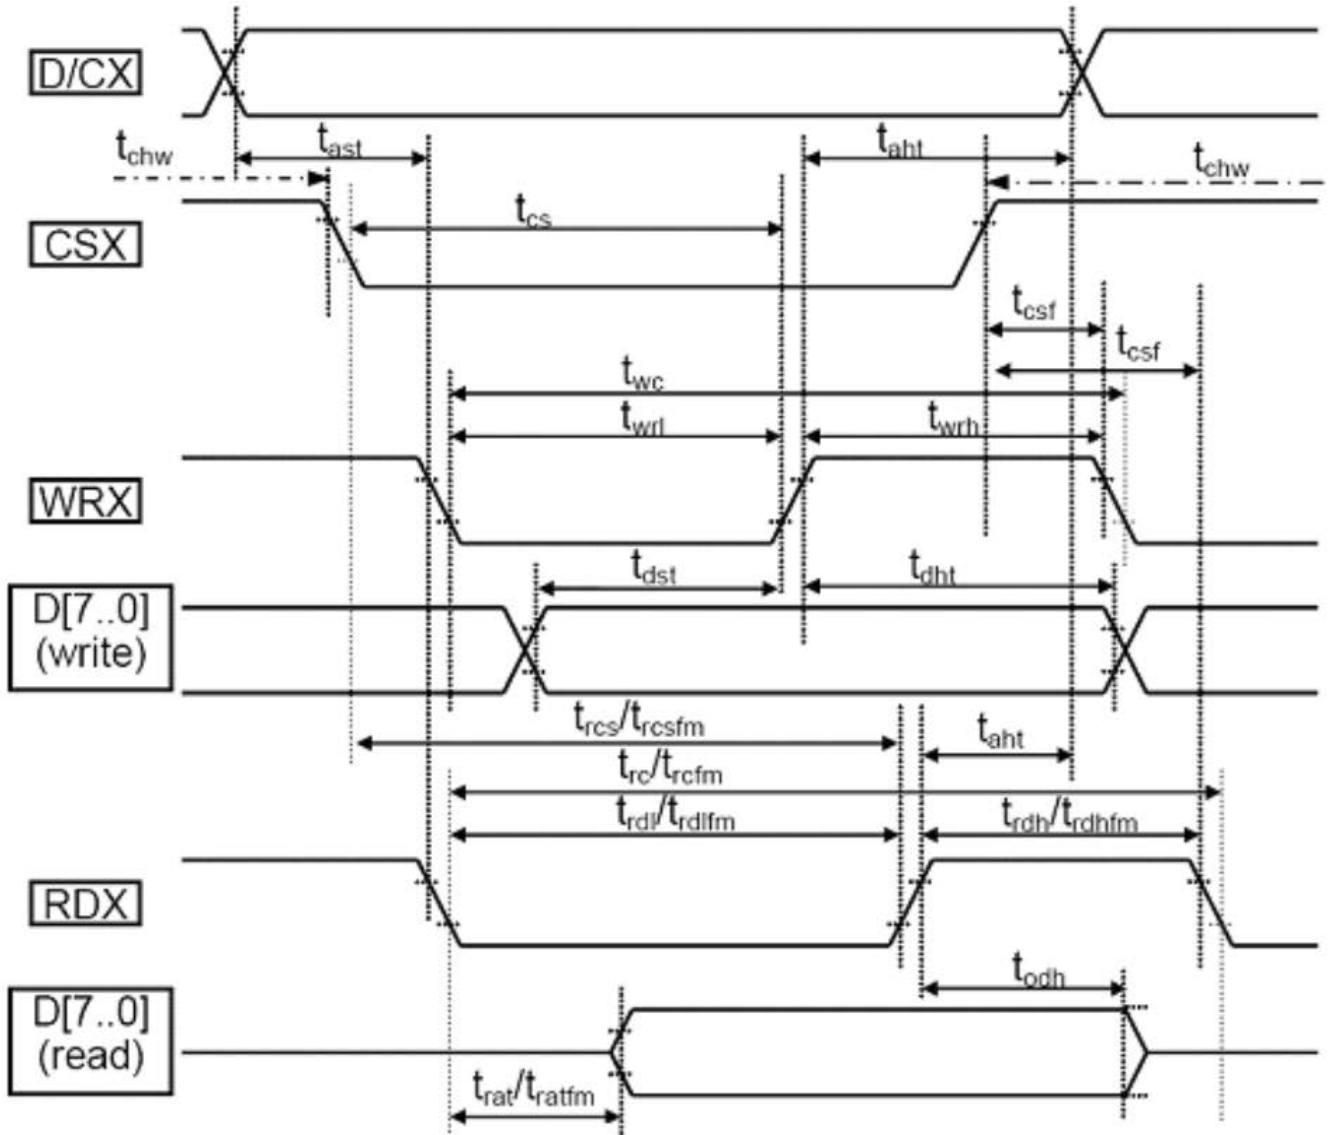 D/CX
tchw
tast
taht
tchw
tcs
CSX
tcsf
tcsf
twc
twrl
twrh
WRX
tdst
tdht
D[7..0]
(write)
trcs/trcsfm
taht
trc/trcfm
trdl/trdlfm
trdh/trdhfm
RDX
todh
D[7..0]
(read)
trat/tratfm